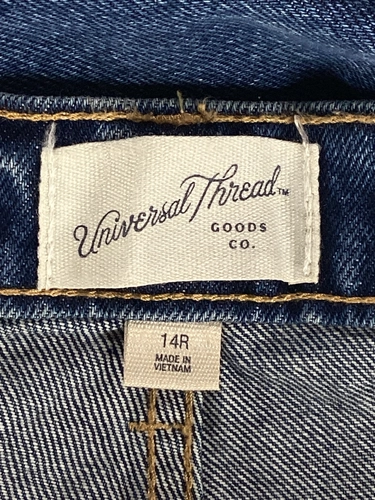 Universal Thread™
GOODS
CO.
14R
MADE IN
VIETNAM